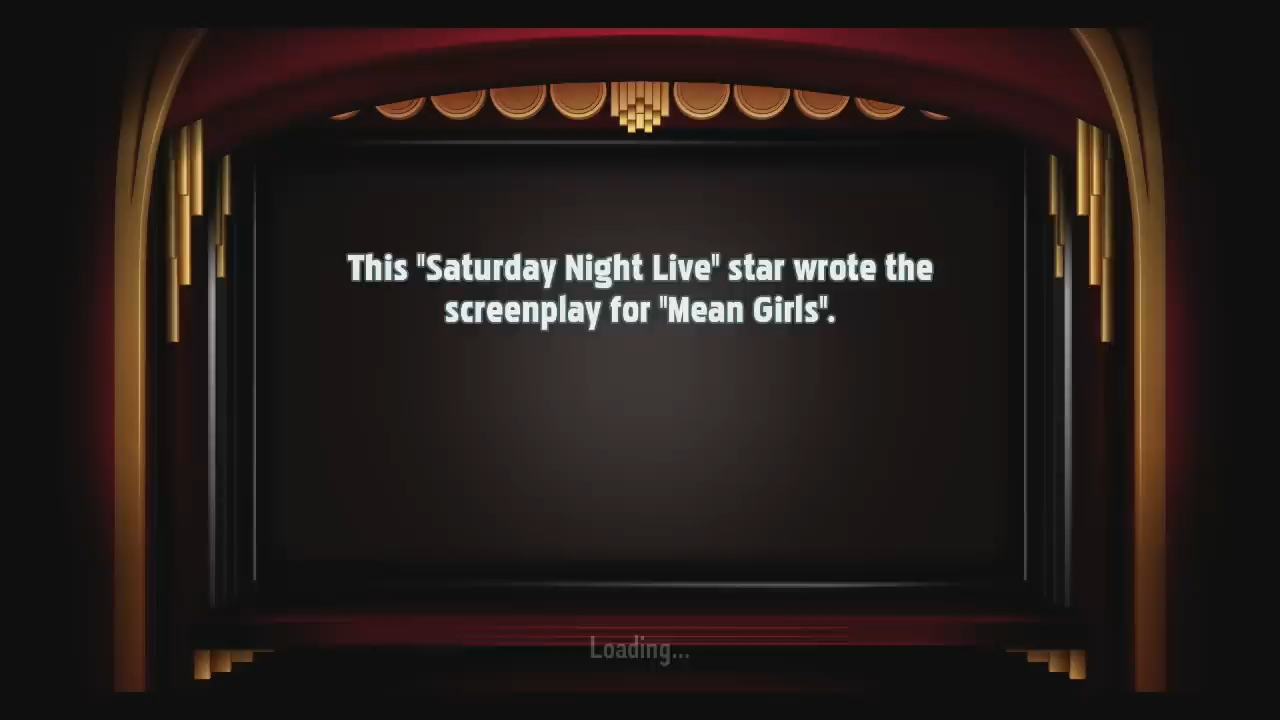 This "Saturday Night Live" star wrote the
screenplay for "Mean Girls".
Loading...